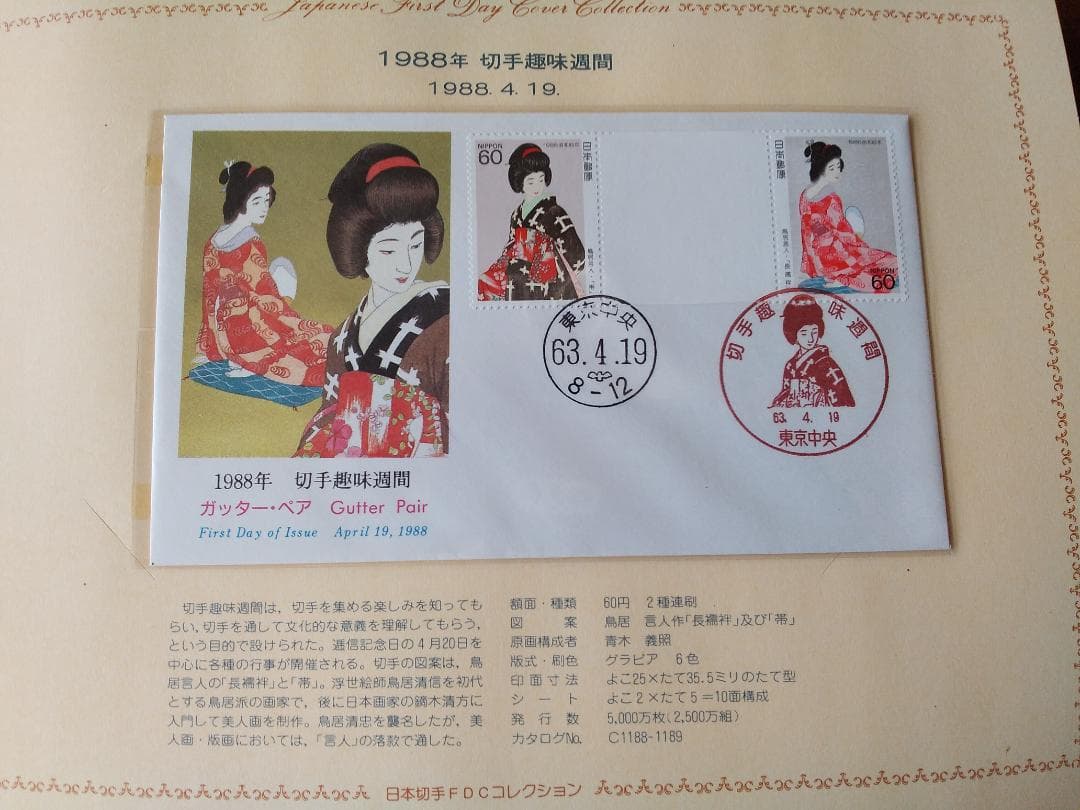 Japanese First Day Cover Collection
1988年 切手趣味週間
1988. 4. 19.
NIPPON
60
日本郵便
日本郵便
NIPPON
60
東京中央
63.4.19
8-12
切手趣味週間
63. 4. 19
東京中央
1988年 切手趣味週間
ガッター・ペア Gutter Pair
First Day of Issue April 19, 1988
切手趣味週間は,切手を集める楽しみを知っても
らい,切手を通して文化的な意義を理解してもらう,
という目的で設けられた。逓信記念日の4月20日を
中心に各種の行事が開催される。切手の図案は,鳥
居言人の「長襦袢」と「帯」。浮世絵師鳥居清信を初代
とする鳥居派の画家で,後に日本画家の鏑木清方に
入門して美人画を制作。鳥居清忠を襲名したが,美
人画・版画においては,「言人」の落款で通した。
額面・種類 60円 2種連刷
図案 鳥居 言人作「長襦袢」及び「帯」
原画構成者 青木 義照
版式・刷色 グラビア 6色
印面寸法 よこ25×たて35.5ミリのたて型
シート よこ2×たて5=10面構成
発行数 5,000万枚(2,500万組)
カタログNo. C1188-1189
日本切手FDCコレクション